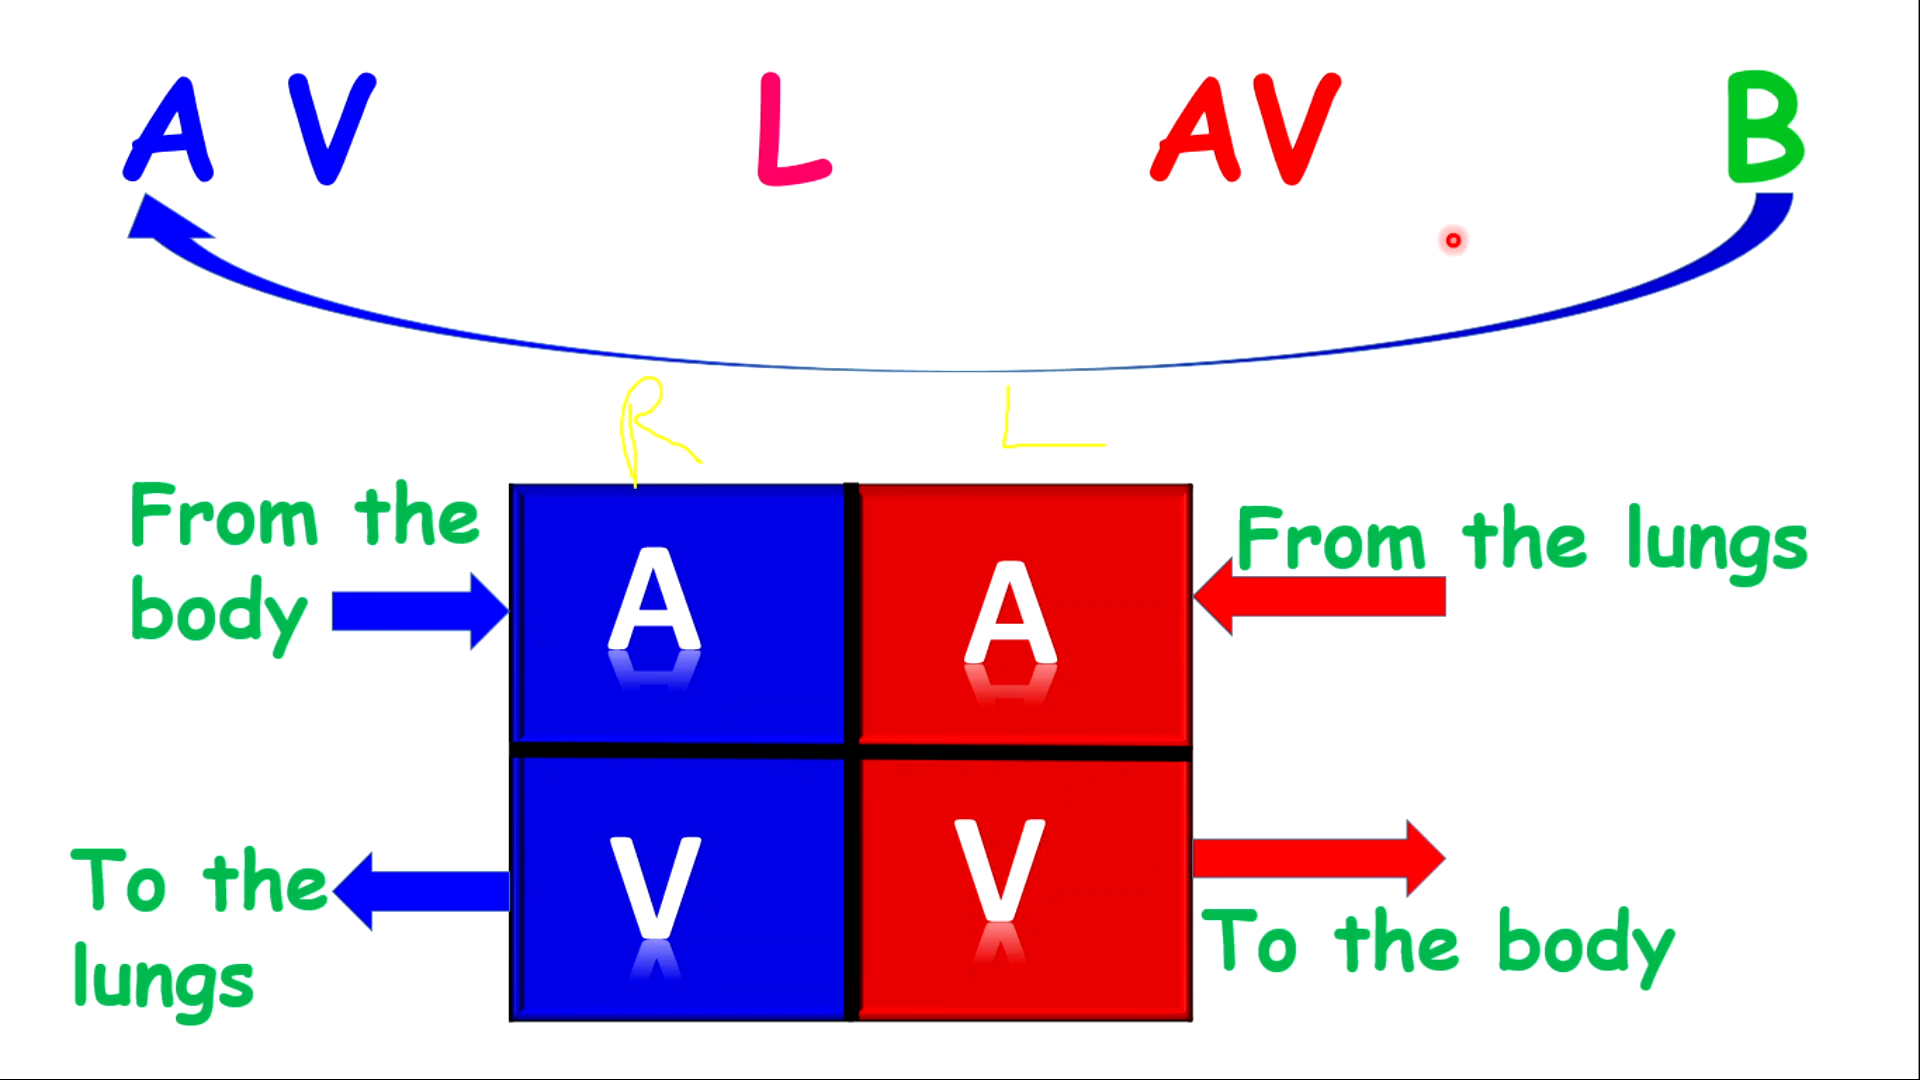 A V L AV B
R L
From the
body
From the lungs
A A
V V
To the
lungs
To the body